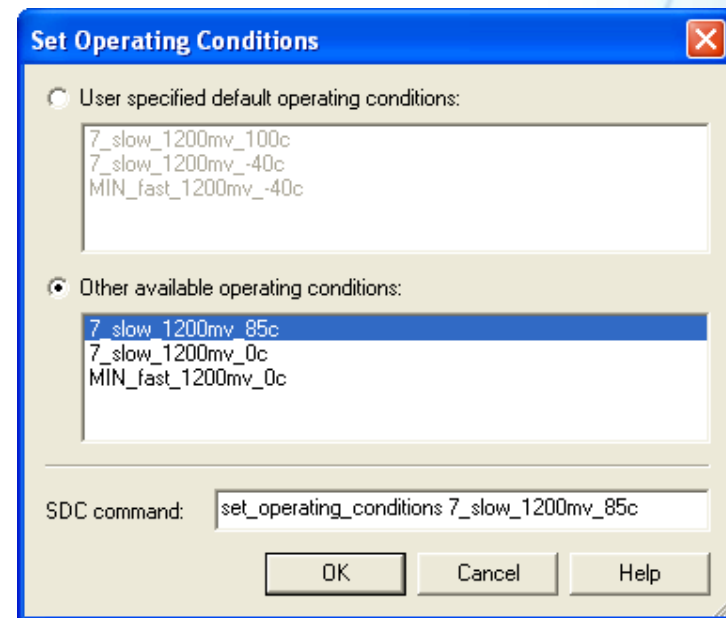 Set Operating Conditions
User specified default operating conditions:
7_slow_1200mv_100c
7_slow_1200mv_-40c
MIN_fast_1200mv_-40c
Other available operating conditions:
7_slow_1200mv_85c
7_slow_1200mv_0c
MIN_fast_1200mv_0c
SDC command: set_operating_conditions 7_slow_1200mv_85c
OK Cancel Help